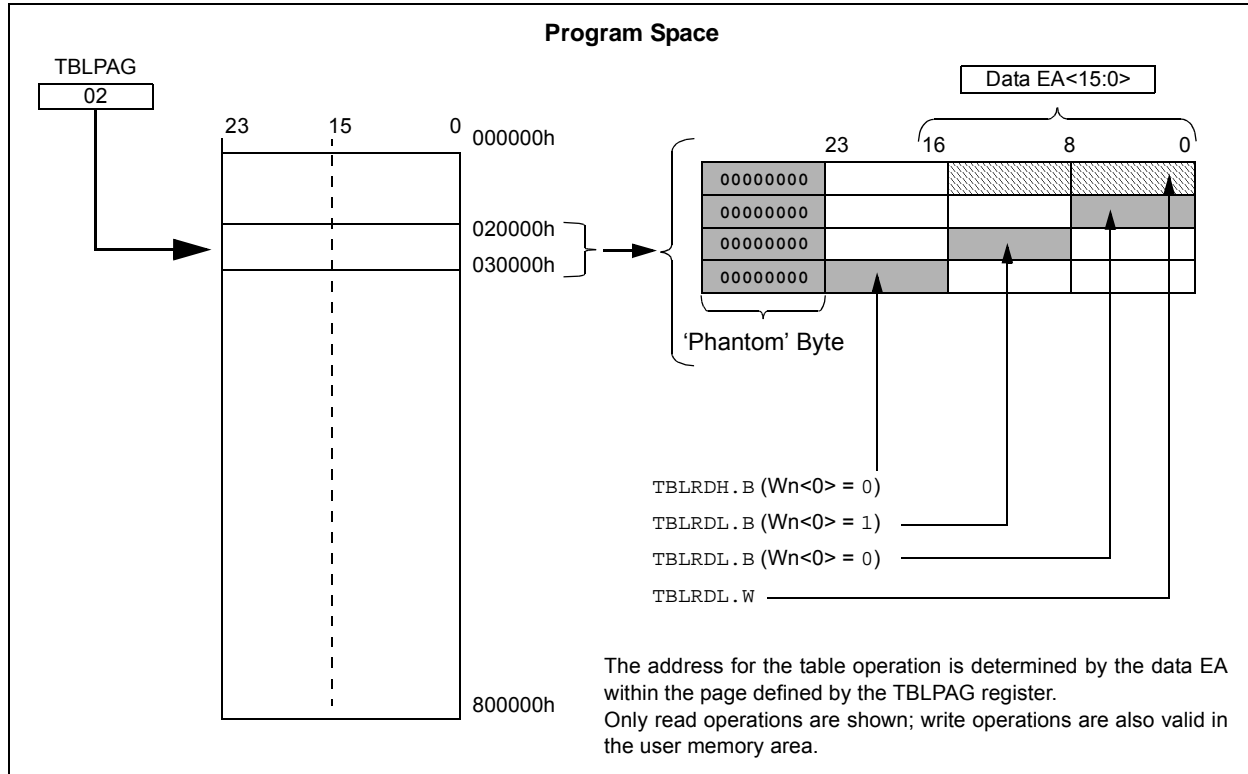 Program Space
TBLPAG
02
Data EA<15:0>
23 15 0
000000h
020000h
030000h
800000h
23 16 8 0
00000000
00000000
00000000
00000000
‘Phantom’ Byte
TBLRDH.B (Wn<0> = 0)
TBLRDL.B (Wn<0> = 1)
TBLRDL.B (Wn<0> = 0)
TBLRDL.W
The address for the table operation is determined by the data EA
within the page defined by the TBLPAG register.
Only read operations are shown; write operations are also valid in
the user memory area.